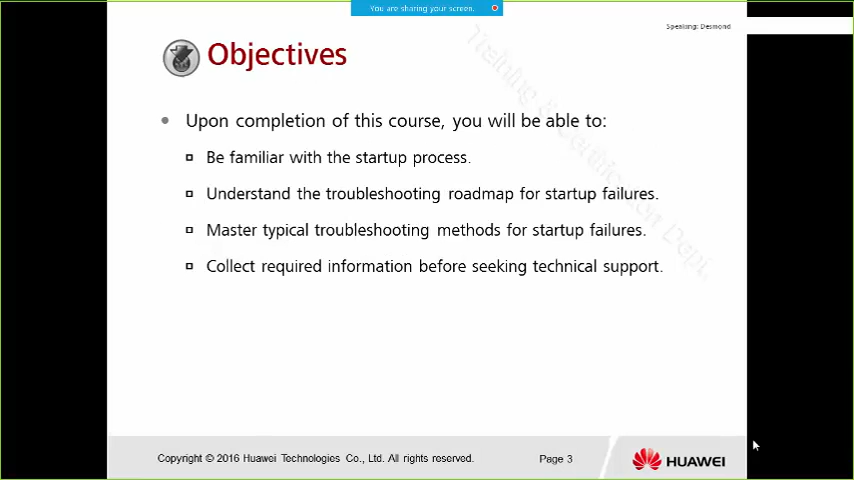 You are sharing your screen.
Speaking: Desmond
Objectives
Upon completion of this course, you will be able to:
Be familiar with the startup process.
Understand the troubleshooting roadmap for startup failures.
Master typical troubleshooting methods for startup failures.
Collect required information before seeking technical support.
Training & Certification Dept.
Copyright © 2016 Huawei Technologies Co., Ltd. All rights reserved.
Page 3
HUAWEI